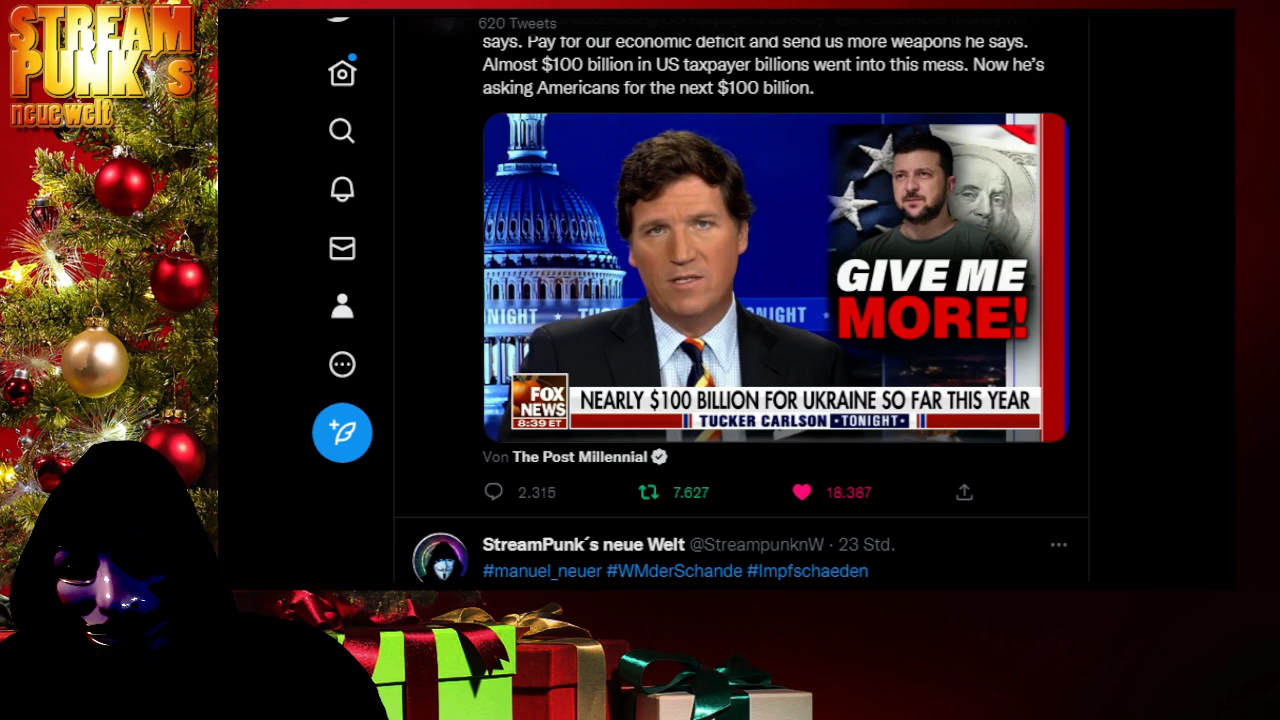 STREAM
PUNK´s
neue welt
620 Tweets
says. Pay for our economic deficit and send us more weapons he says.
Almost $100 billion in US taxpayer billions went into this mess. Now he's
asking Americans for the next $100 billion.
GIVE ME
MORE!
NIGHT
NIGHT
FOX
NEWS
8:39 ET
NEARLY $100 BILLION FOR UKRAINE SO FAR THIS YEAR
TUCKER CARLSON TONIGHT
Von The Post Millennial
2.315 7.627 18.387
StreamPunk´s neue Welt @StreampunknW · 23 Std.
#manuel_neuer #WMderSchande #Impfschaeden